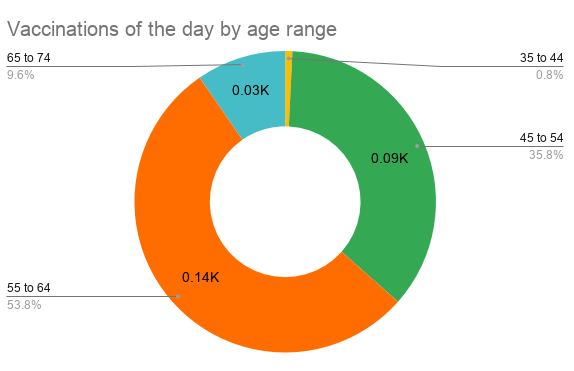 Vaccinations of the day by age range
65 to 74
9.6%
35 to 44
0.8%
0.03K
45 to 54
35.8%
0.09K
0.14K
55 to 64
53.8%